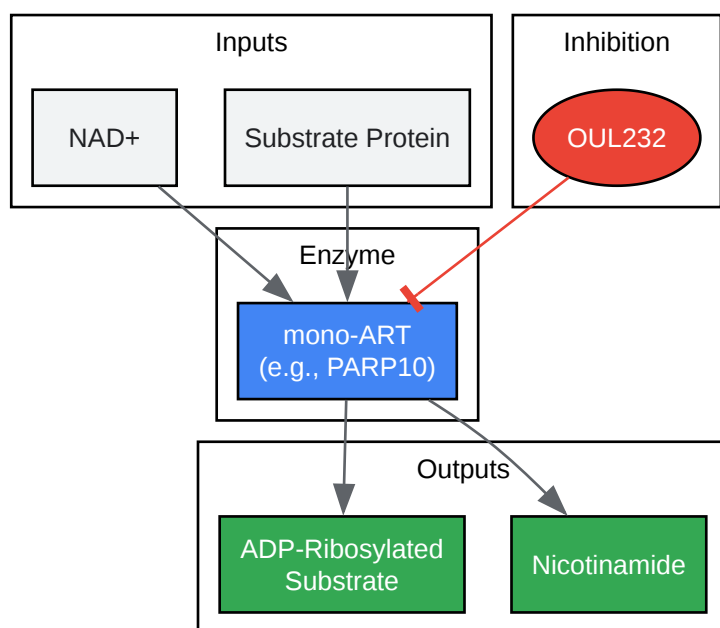 Inputs
Inhibition
NAD+
Substrate Protein
OUL232
Enzyme
mono-ART
(e.g., PARP10)
Outputs
ADP-Ribosylated
Substrate
Nicotinamide